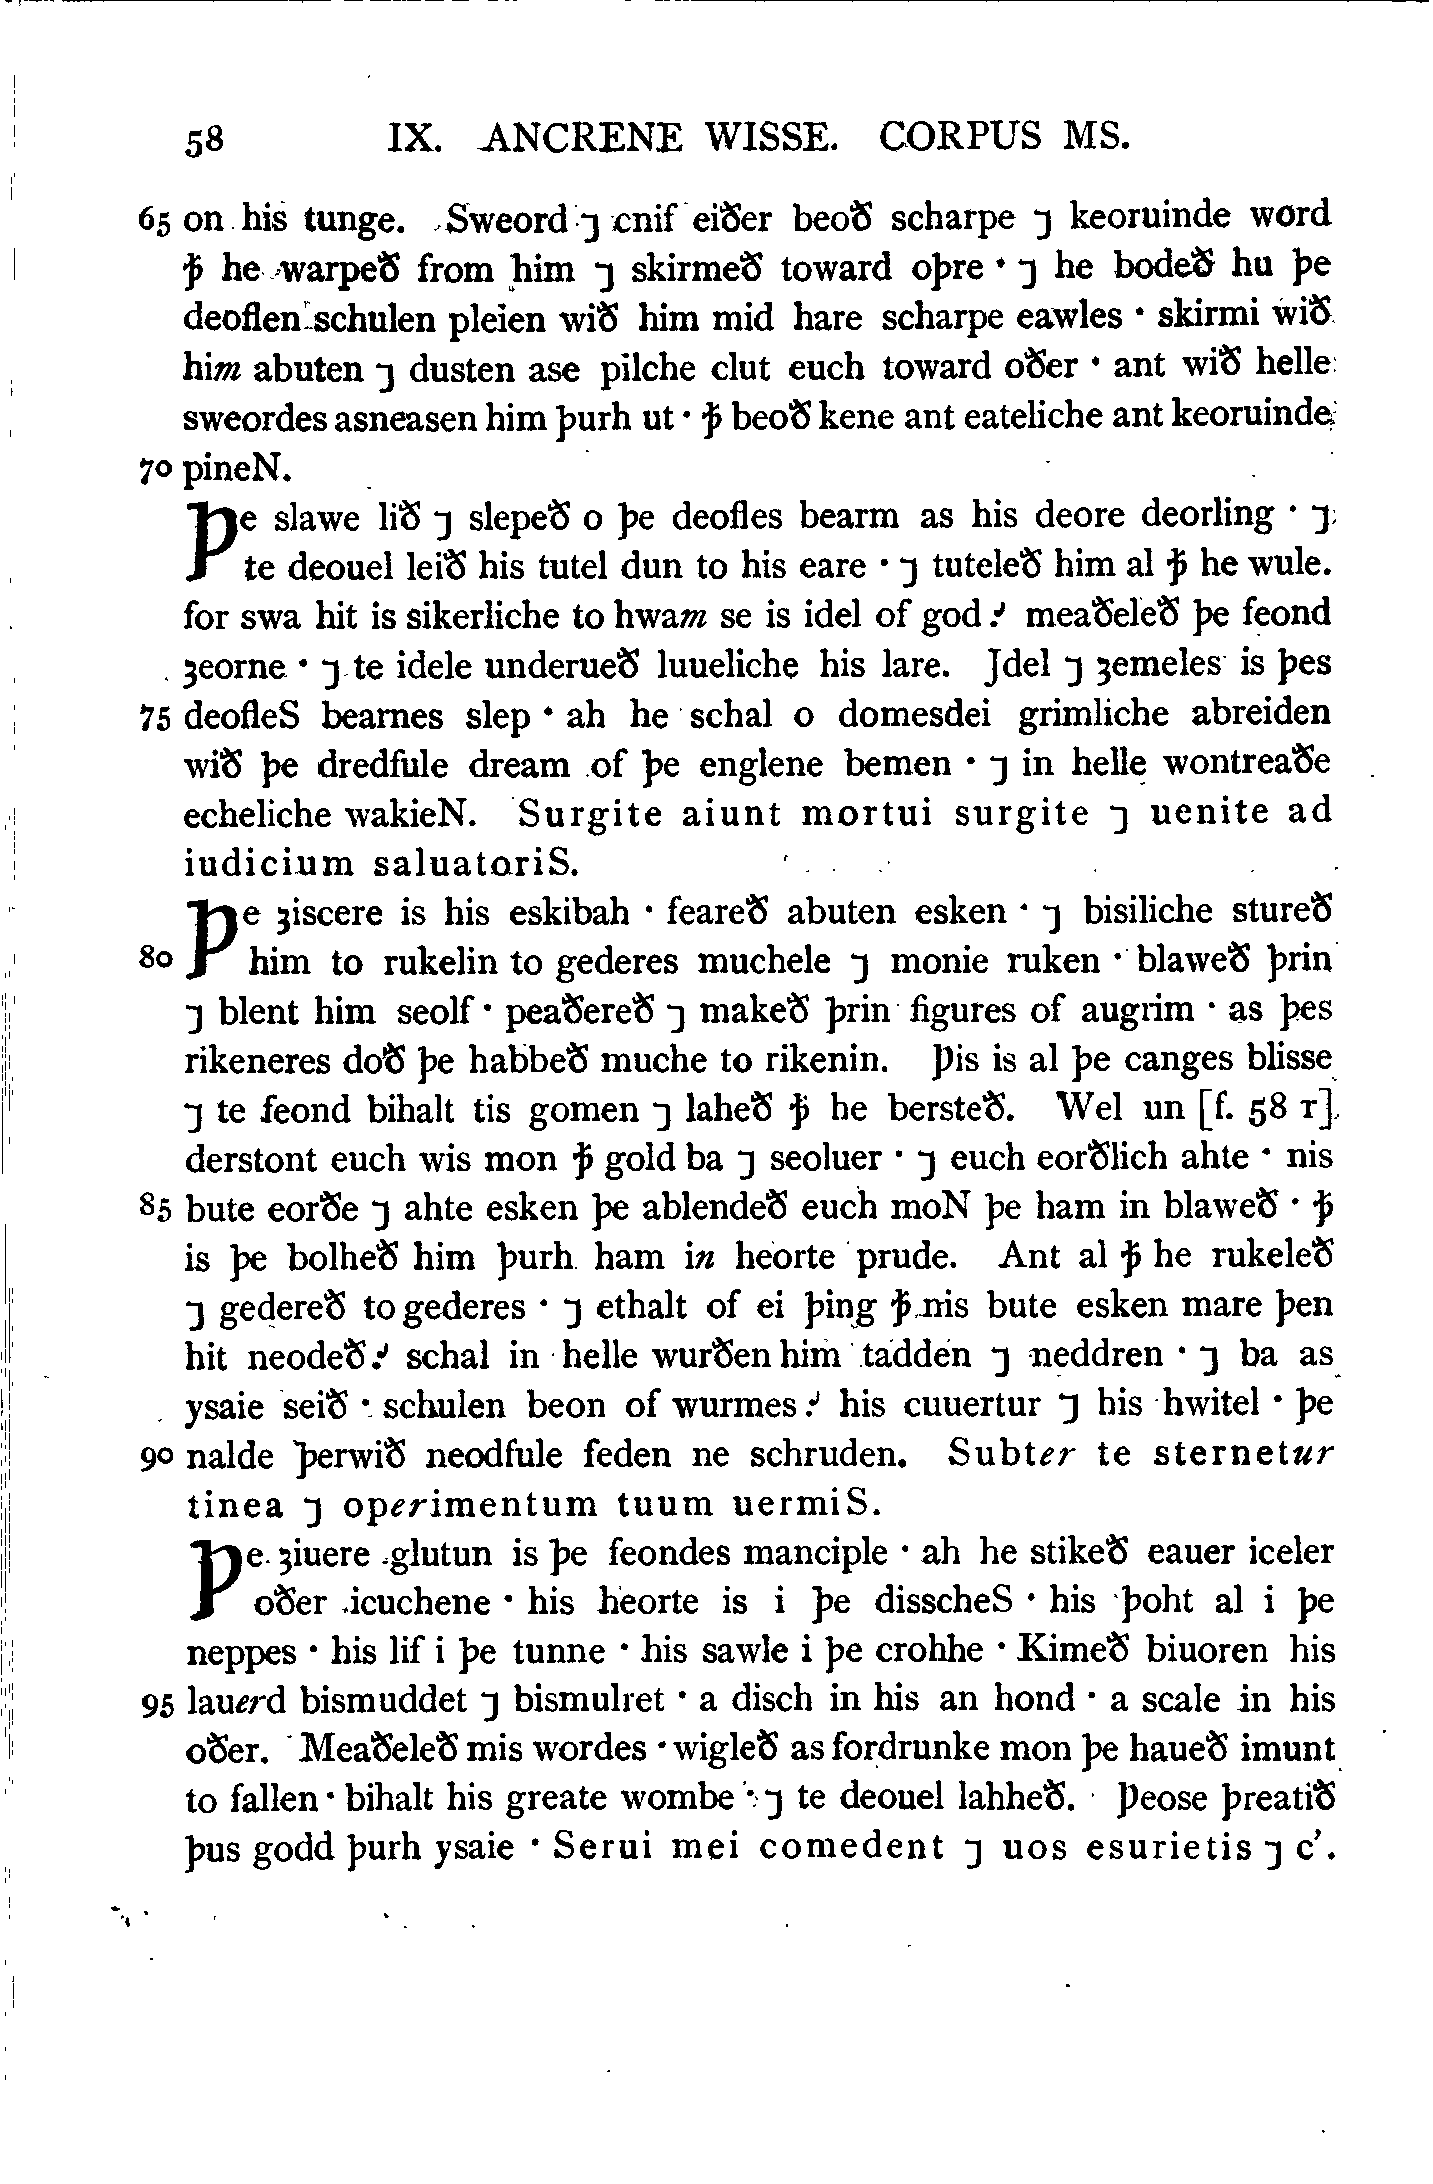 58 IX. ANCRENE WISSE. CORPUS MS.
65 on his tunge. Sweord ⁊ cnif eiðer beoð scharpe ⁊ keoruinde word
ꝥ he warpeð from him ⁊ skirmeð toward oþre · ⁊ he bodeð hu þe
deoflen schulen pleien wið him mid hare scharpe eawles · skirmi wið
him abuten ⁊ dusten ase pilche clut euch toward oðer · ant wið helle
sweordes asneasen him þurh ut · ꝥ beoð kene ant eateliche ant keoruinde
70 pineN.
Þe slawe lið ⁊ slepeð o þe deofles bearm as his deore deorling · ⁊
te deouel leið his tutel dun to his eare · ⁊ tuteleð him al ꝥ he wule.
for swa hit is sikerliche to hwam se is idel of god .' meaðeleð þe feond
ȝeorne · ⁊ te idele underueð luueliche his lare. Jdel ⁊ ȝemeles is þes
75 deofleS bearnes slep · ah he schal o domesdei grimliche abreiden
wið þe dredfule dream of þe englene bemen · ⁊ in helle wontreaðe
echeliche wakieN. Surgite aiunt mortui surgite ⁊ uenite ad
iudicium saluatoriS.
Þe ȝiscere is his eskibah · feareð abuten esken · ⁊ bisiliche stureð
80 him to rukelin to gederes muchele ⁊ monie ruken · blaweð þrin
⁊ blent him seolf · peaðereð ⁊ makeð þrin figures of augrim · as þes
rikeneres doð þe habbeð muche to rikenin. Þis is al þe canges blisse
⁊ te feond bihalt tis gomen ⁊ laheð ꝥ he bersteð. Wel un [f. 58 r]
derstont euch wis mon ꝥ gold ba ⁊ seoluer · ⁊ euch eorðlich ahte · nis
85 bute eorðe ⁊ ahte esken þe ablendeð euch moN þe ham in blaweð · ꝥ
is þe bolheð him þurh ham in heorte prude. Ant al ꝥ he rukeleð
⁊ gedereð to gederes · ⁊ ethalt of ei þing ꝥ nis bute esken mare þen
hit neodeð .' schal in helle wurðen him tadden ⁊ neddren · ⁊ ba as
ysaie seið · schulen beon of wurmes .' his cuuertur ⁊ his hwitel · þe
90 nalde þerwið neodfule feden ne schruden. Subter te sternetur
tinea ⁊ operimentum tuum uermiS.
Þe ȝiuere glutun is þe feondes manciple · ah he stikeð eauer iceler
oðer icuchene · his heorte is i þe disscheS · his þoht al i þe
neppes · his lif i þe tunne · his sawle i þe crohhe · Kimeð biuoren his
95 lauerd bismuddet ⁊ bismulret · a disch in his an hond · a scale in his
oðer. Meaðeleð mis wordes · wigleð as fordrunke mon þe haueð imunt
to fallen · bihalt his greate wombe · ⁊ te deouel lahheð. Þeose þreatið
þus godd þurh ysaie · Serui mei comedent ⁊ uos esurietis ⁊ c'.